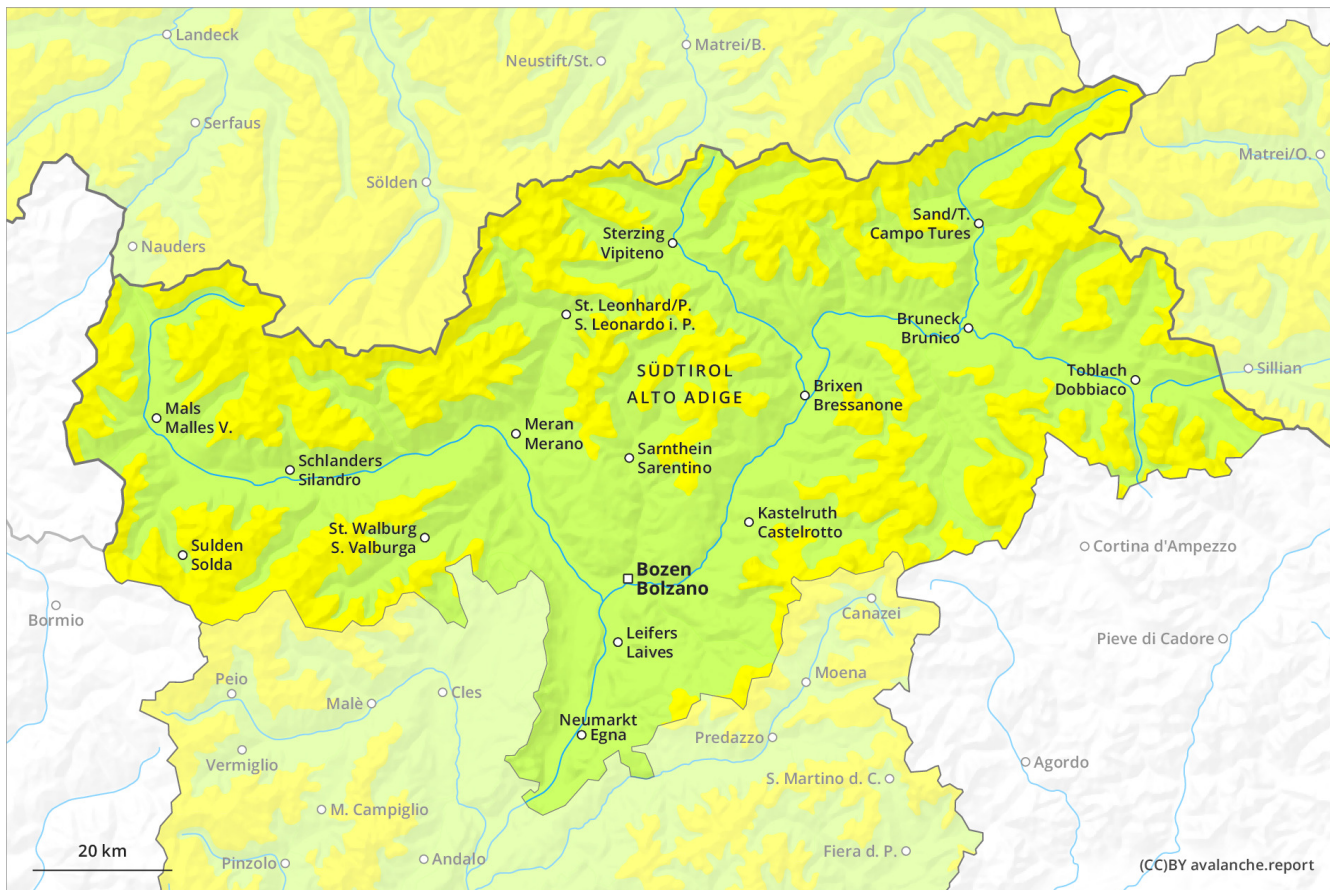 Landeck
Matrei/B.
Neustift/St.
Serfaus
Matrei/O.
Sölden
Sand/T.
Campo Tures
Sterzing
Vipiteno
Nauders
St. Leonhard/P.
S. Leonardo i. P.
Bruneck
Brunico
SÜDTIROL
ALTO ADIGE
Toblach
Dobbiaco
Sillian
Brixen
Bressanone
Mals
Malles V.
Meran
Merano
Schlanders
Silandro
Sarnthein
Sarentino
Kastelruth
Castelrotto
St. Walburg
S. Valburga
Sulden
Solda
Cortina d'Ampezzo
Bozen
Bolzano
Bormio
Canazei
Leifers
Laives
Pieve di Cadore
Peio
Moena
Malè
Cles
Neumarkt
Egna
Predazzo
Vermiglio
Agordo
S. Martino d. C.
M. Campiglio
20 km
Pinzolo
Andalo
Fiera d. P.
(CC)BY avalanche.report